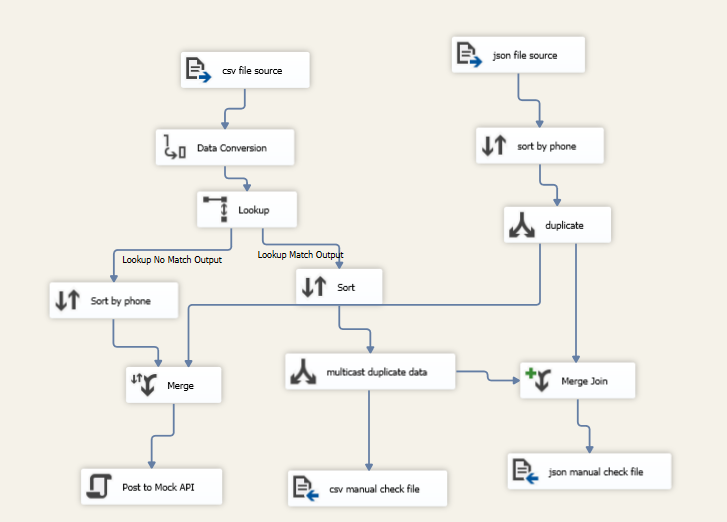 json file source
csv file source
sort by phone
Data Conversion
Lookup
duplicate
Lookup No Match Output
Lookup Match Output
Sort by phone
Sort
Merge
multicast duplicate data
Merge Join
Post to Mock API
csv manual check file
json manual check file